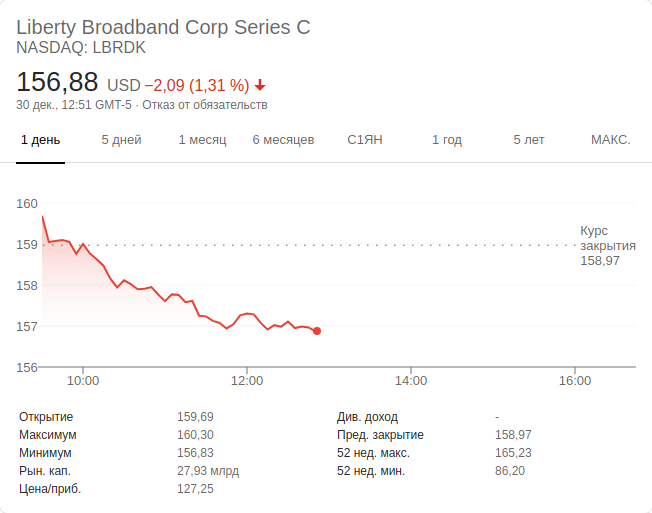 Liberty Broadband Corp Series C
NASDAQ: LBRDK
156,88 USD −2,09 (1,31 %)
30 дек., 12:51 GMT-5 · Отказ от обязательств
1 день 5 дней 1 месяц 6 месяцев С1ЯН 1 год 5 лет МАКС.
160
159
158
157
156
Курс
закрытия
158,97
10:00 12:00 14:00 16:00
Открытие 159,69 Див. доход -
Максимум 160,30 Пред. закрытие 158,97
Минимум 156,83 52 нед. макс. 165,23
Рын. кап. 27,93 млрд 52 нед. мин. 86,20
Цена/приб. 127,25